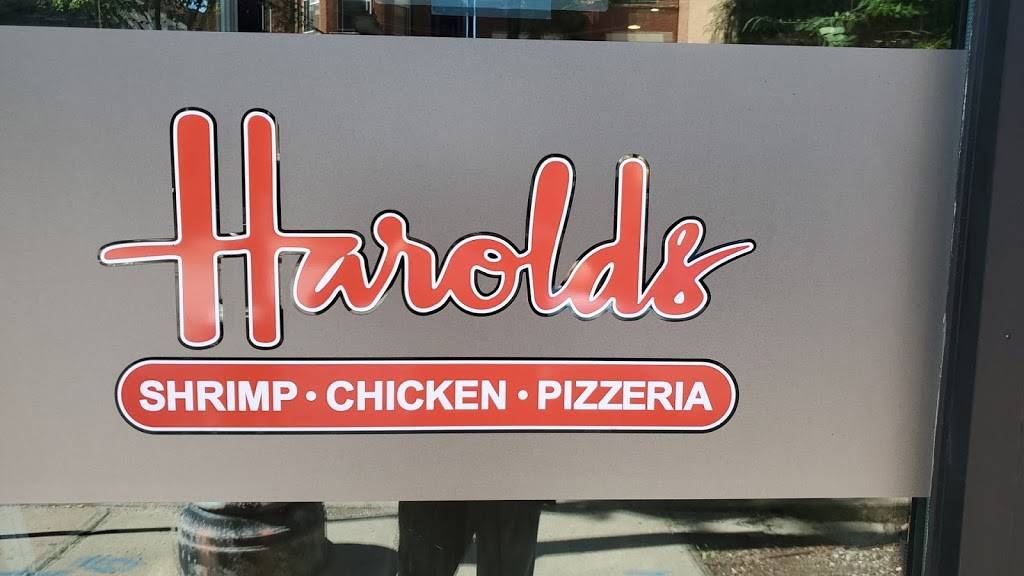 Harolds
SHRIMP • CHICKEN • PIZZERIA